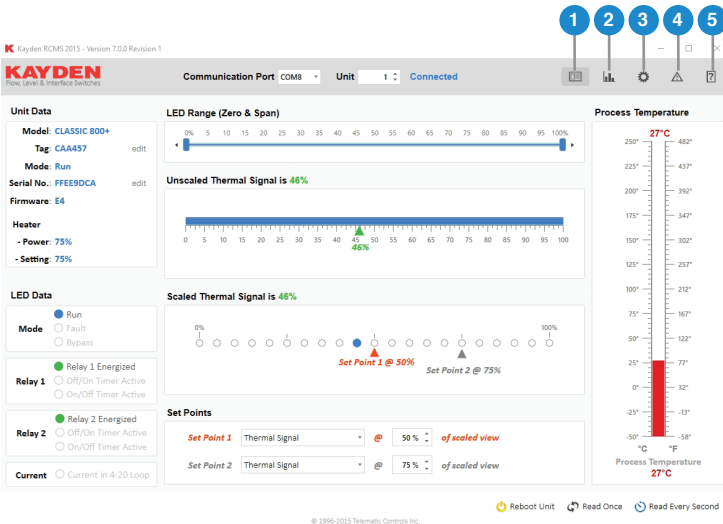 1 2 3 4 5
Kayden RCMS 2015 - Version 7.0.0 Revision 1
KAYDEN
Flow, Level & Interface Switches
Communication Port COM8 Unit 1 Connected
Unit Data
Model: CLASSIC 800+
Tag: CAA457 edit
Mode: Run
Serial No.: FFEE9DCA edit
Firmware: E4
Heater
- Power: 75%
- Setting: 75%
LED Data
Mode
Run
Fault
Bypass
Relay 1
Relay 1 Energized
Off/On Timer Active
On/Off Timer Active
Relay 2
Relay 2 Energized
Off/On Timer Active
On/Off Timer Active
Current Current in 4-20 Loop
LED Range (Zero & Span)
0% 5 10 15 20 25 30 35 40 45 50 55 60 65 70 75 80 85 90 95 100%
Unscaled Thermal Signal is 46%
0 5 10 15 20 25 30 35 40 45 50 55 60 65 70 75 80 85 90 95 100
46%
Scaled Thermal Signal is 46%
0% 100%
Set Point 1 @ 50%
Set Point 2 @ 75%
Set Points
Set Point 1 Thermal Signal @ 50 % of scaled view
Set Point 2 Thermal Signal @ 75 % of scaled view
Process Temperature
27°C
250° 482°
225° 437°
200° 392°
175° 347°
150° 302°
125° 257°
100° 212°
75° 167°
50° 122°
25° 77°
0° 32°
-25° -13°
-50° -58°
°C °F
Process Temperature
27°C
Reboot Unit Read Once Read Every Second
© 1996-2015 Telematic Controls Inc.